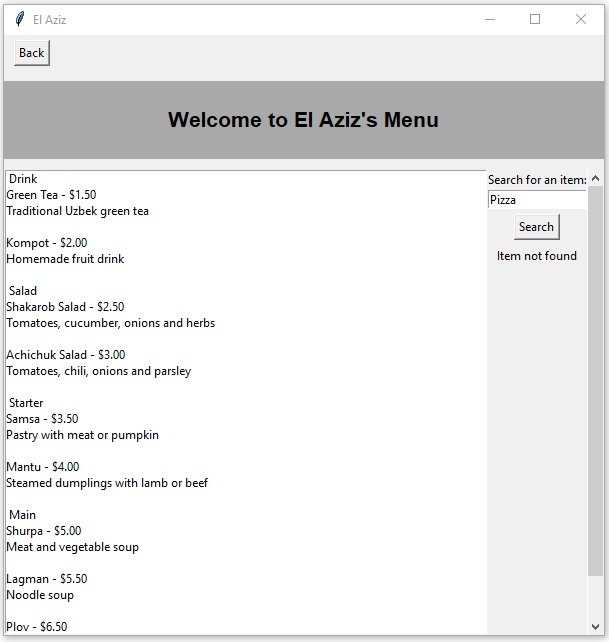 El Aziz
Back
Welcome to El Aziz's Menu
Drink
Green Tea - $1.50
Traditional Uzbek green tea
Kompot - $2.00
Homemade fruit drink
Salad
Shakarob Salad - $2.50
Tomatoes, cucumber, onions and herbs
Achichuk Salad - $3.00
Tomatoes, chili, onions and parsley
Starter
Samsa - $3.50
Pastry with meat or pumpkin
Mantu - $4.00
Steamed dumplings with lamb or beef
Main
Shurpa - $5.00
Meat and vegetable soup
Lagman - $5.50
Noodle soup
Plov - $6.50
Search for an item:
Pizza
Search
Item not found